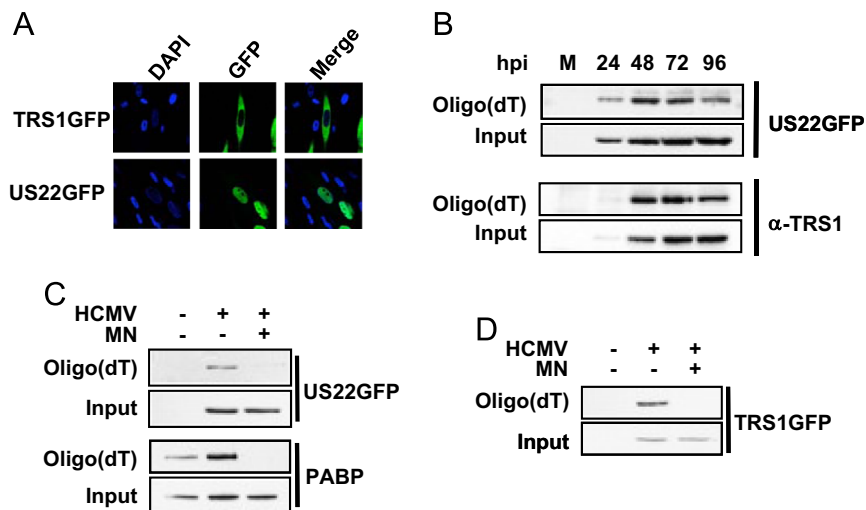 A
DAPI GFP Merge
TRS1GFP
US22GFP
B
hpi M 24 48 72 96
Oligo(dT)
Input
US22GFP
Oligo(dT)
Input
α-TRS1
C
HCMV - + +
MN - - +
Oligo(dT)
Input
US22GFP
Oligo(dT)
Input
PABP
D
HCMV - + +
MN - - +
Oligo(dT)
Input
TRS1GFP